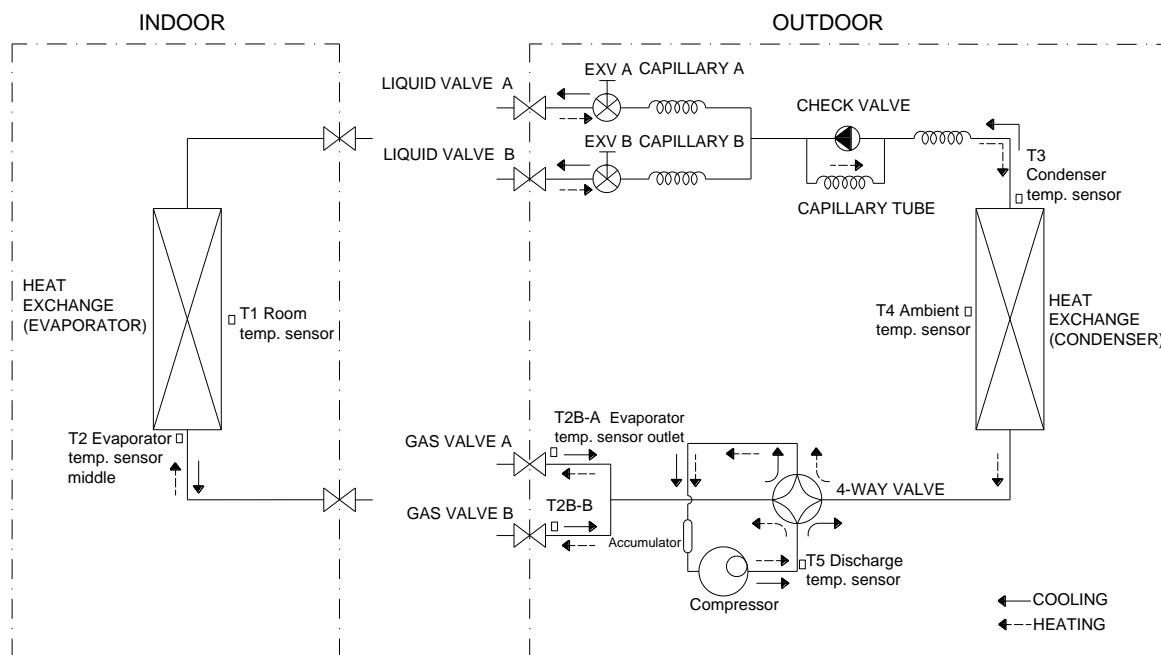 INDOOR
OUTDOOR
LIQUID VALVE A
EXV A
CAPILLARY A
CHECK VALVE
LIQUID VALVE B
EXV B
CAPILLARY B
T3
Condenser
temp. sensor
CAPILLARY TUBE
HEAT
EXCHANGE
(EVAPORATOR)
T1 Room
temp. sensor
T4 Ambient
temp. sensor
HEAT
EXCHANGE
(CONDENSER)
T2 Evaporator
temp. sensor
middle
GAS VALVE A
T2B-A Evaporator
temp. sensor outlet
4-WAY VALVE
GAS VALVE B
T2B-B
Accumulator
T5 Discharge
temp. sensor
Compressor
COOLING
HEATING